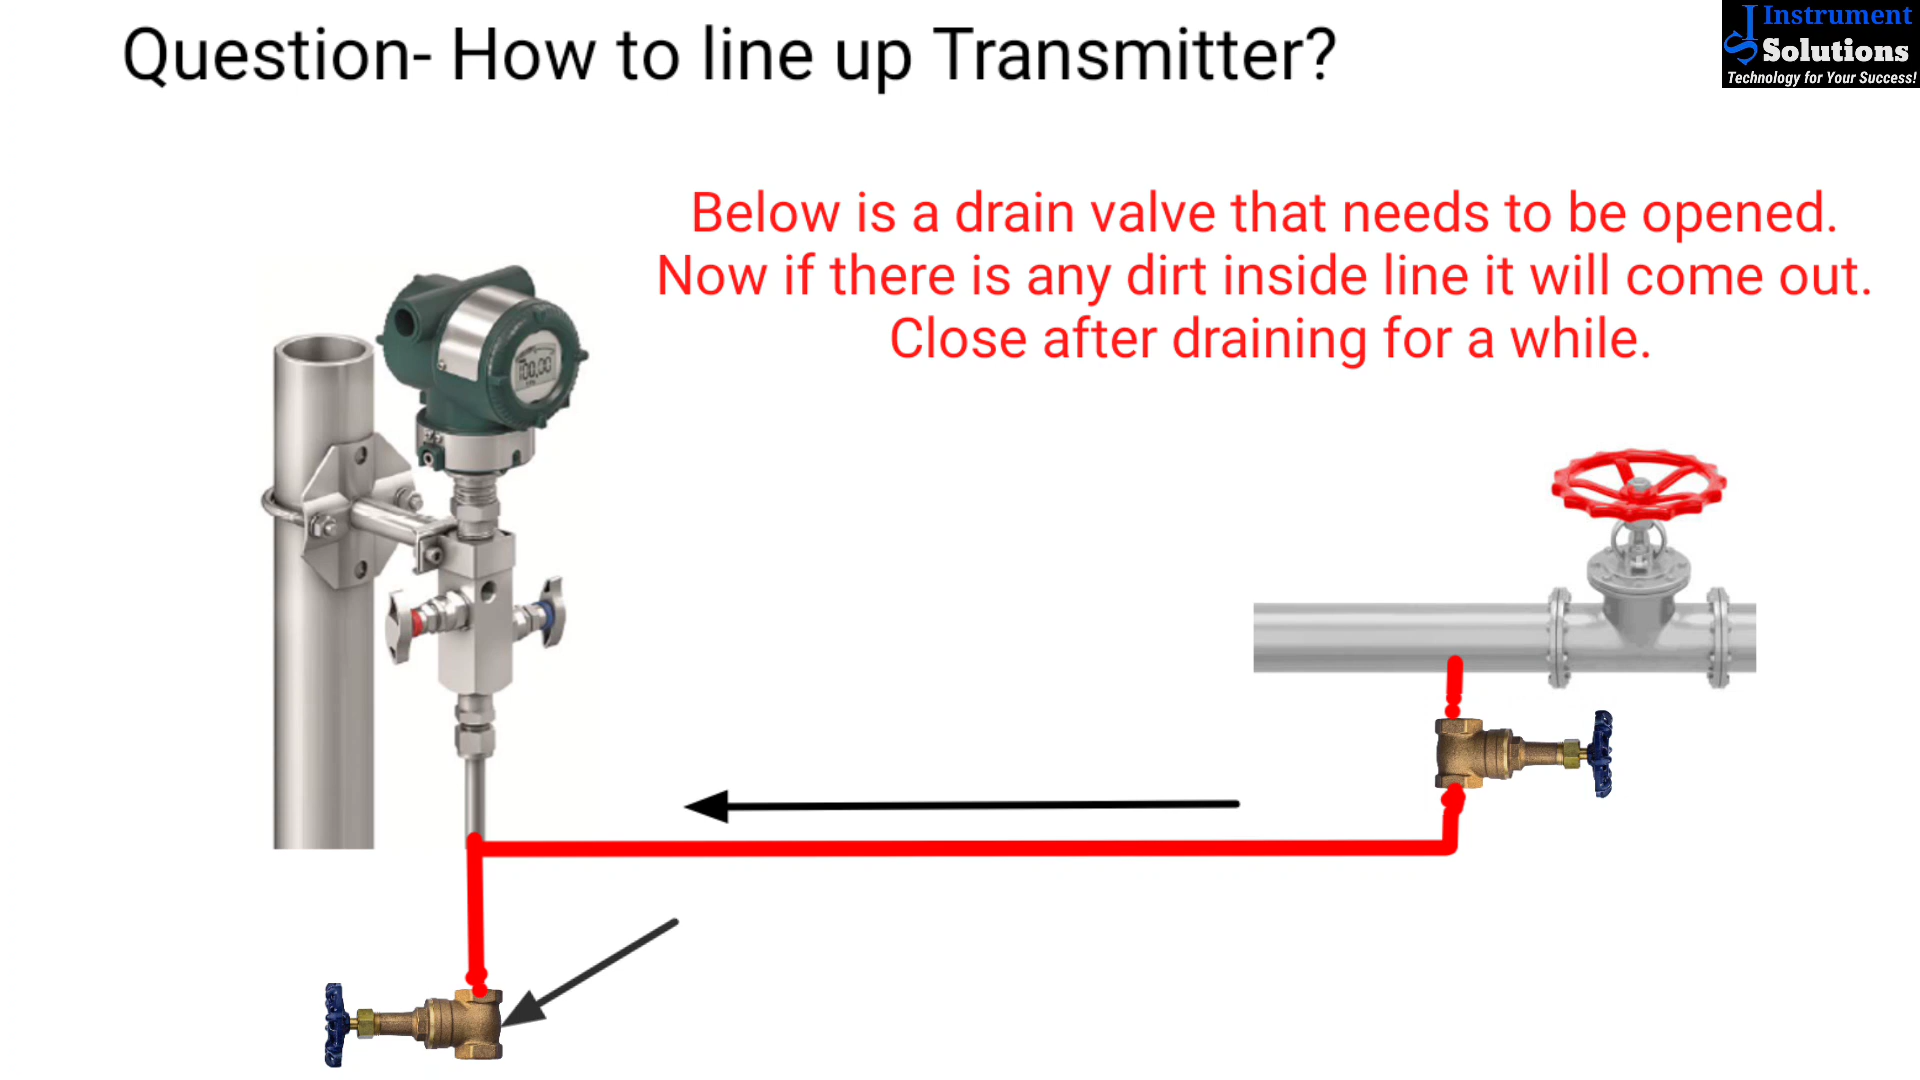 Question- How to line up Transmitter?
Instrument
Solutions
Technology for Your Success!
Below is a drain valve that needs to be opened.
Now if there is any dirt inside line it will come out.
Close after draining for a while.
100.00